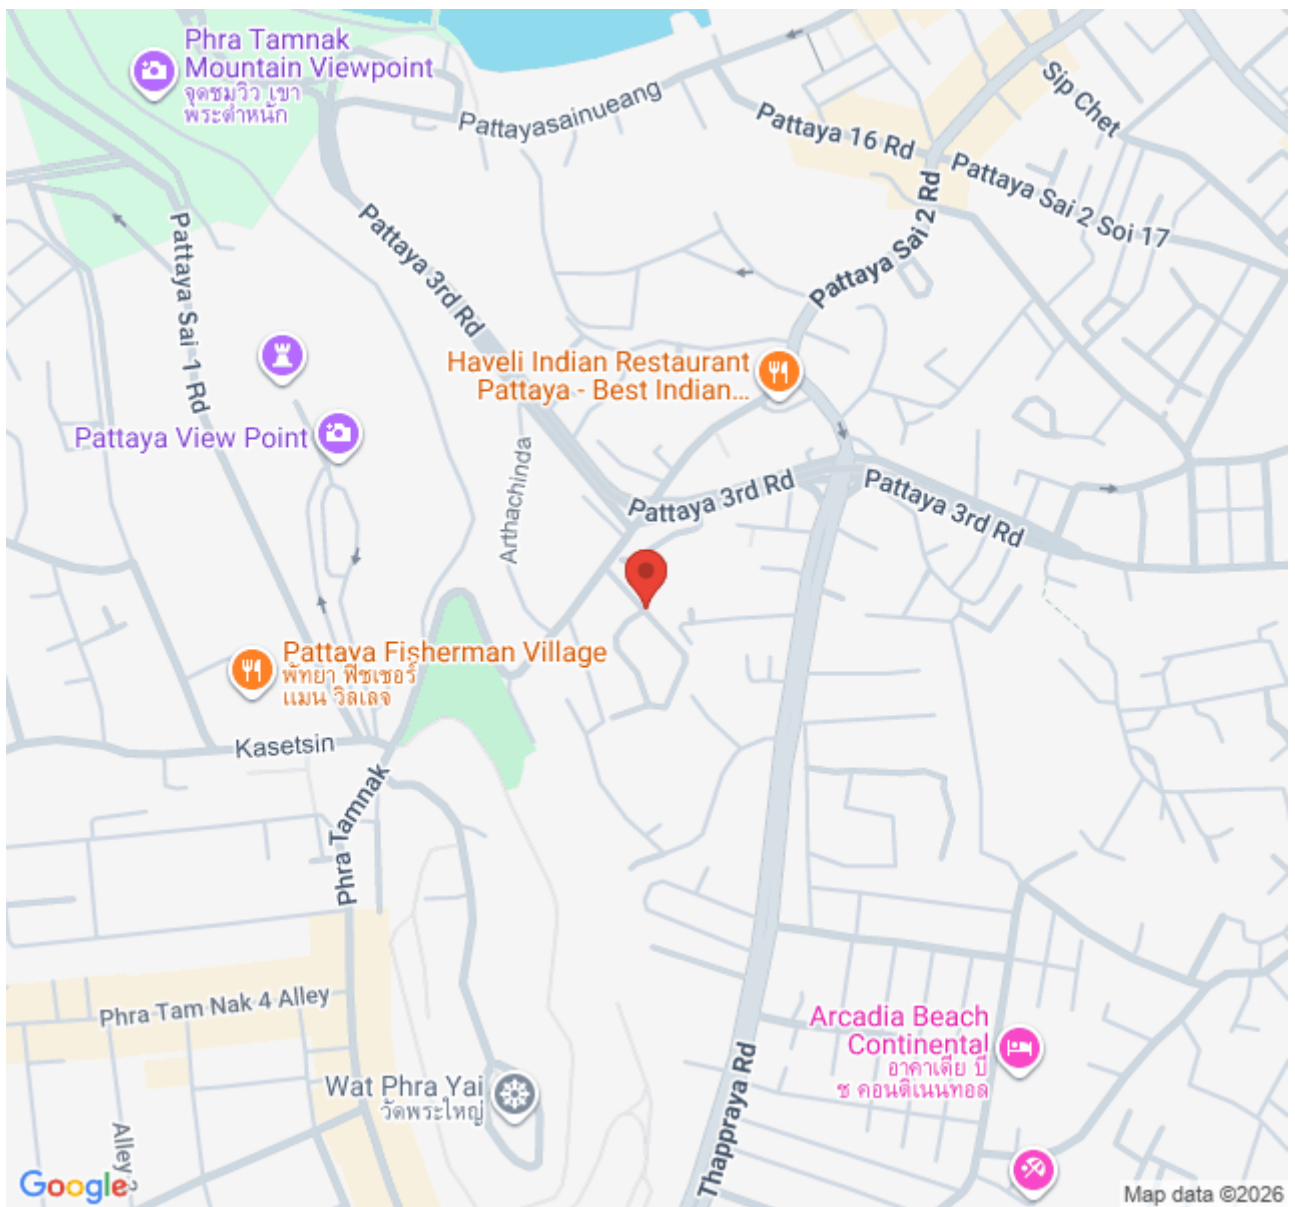 Phra Tamnak
Mountain Viewpoint
จุดชมวิว เขา
พระตำหนัก
Pattayasainueang
Sip Chet
Pattaya 16 Rd
Pattaya Sai 2 Soi 17
Pattaya Sai 2 Rd
Pattaya 3rd Rd
Pattaya Sai 1 Rd
Haveli Indian Restaurant
Pattaya - Best Indian...
Pattaya View Point
Arthachinda
Pattaya 3rd Rd
Pattaya 3rd Rd
Pattaya Fisherman Village
พัทยา ฟิชเชอร์
แมน วิลเลจ
Kasetsin
Phra Tamnak
Phra Tam Nak 4 Alley
Arcadia Beach
Continental
อาคาเดีย บี
ช คอนติเนนทอล
Wat Phra Yai
วัดพระใหญ่
Thappraya Rd
Alley 2
Google
Map data ©2026